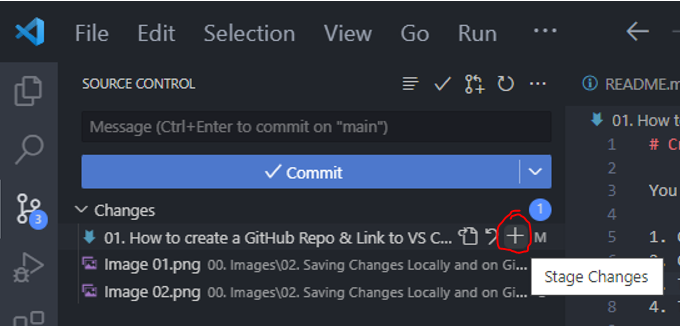 File Edit Selection View Go Run ...
SOURCE CONTROL
README.m
Message (Ctrl+Enter to commit on "main")
01. How to
Commit
Changes 1
01. How to create a GitHub Repo & Link to VS C... M
Image 01.png 00. Images\02. Saving Changes Locally and on Gi...
Image 02.png 00. Images\02. Saving Changes Locally and on Gi...
Stage Changes
3
1 # C
2
3 You
4
5 1.
6 2.
7
8 4. T